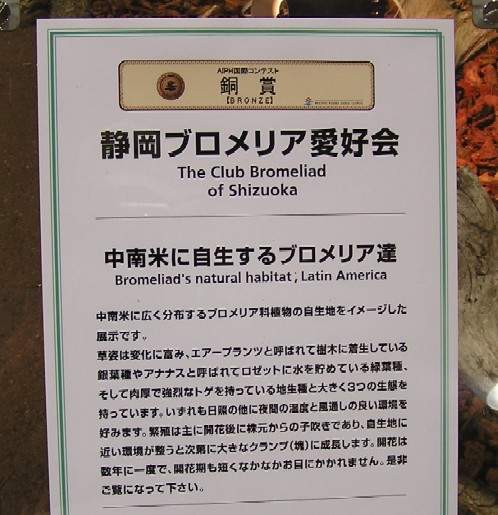 AIPH国際コンテスト
銅 賞
【BRONZE】
静岡ブロメリア愛好会
The Club Bromeliad
of Shizuoka
中南米に自生するブロメリア達
Bromeliad's natural habitat; Latin America
中南米に広く分布するブロメリア科植物の自生地をイメージした
展示です。
草姿は変化に富み、エアープランツと呼ばれて樹木に着生している
銀葉種やアナナスと呼ばれてロゼットに水を貯めている緑葉種、
そして肉厚で強烈なトゲを持っている地生種と大きく3つの生態を
持っています。いずれも日照の他に夜間の湿度と風通しの良い環境を
好みます。繁殖は主に開花後に株元からの子吹きであり、自生地に
近い環境が整うと次第に大きなクランプ(塊)に成長します。開花は
数年に一度で、開花期も短くなかなかお目にかかれません。是非
ご覧になって下さい。